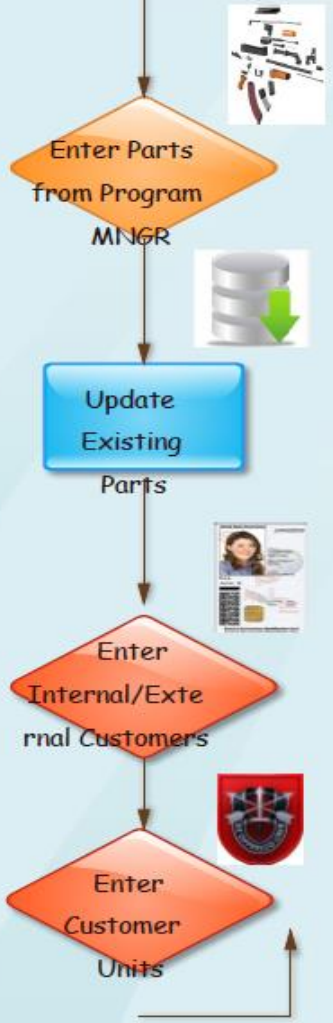 Enter Parts
from Program
MNGR
Update
Existing
Parts
Enter
Internal/Exte
rnal Customers
Enter
Customer
Units